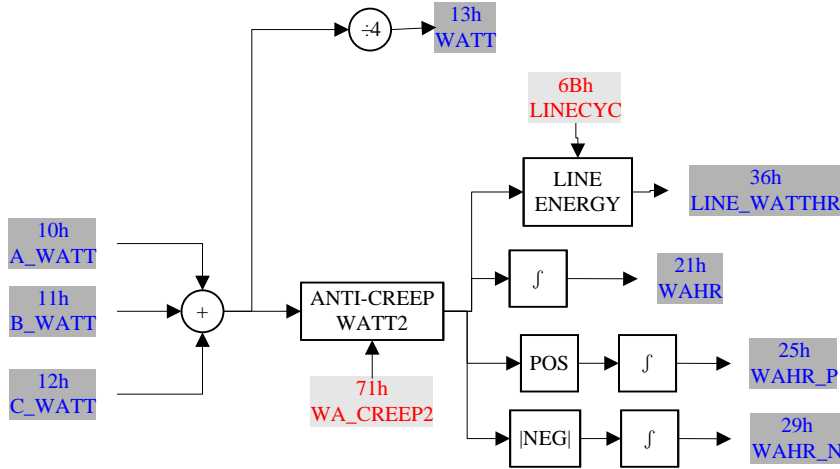 ÷4
13h
WATT
6Bh
LINECYC
LINE
ENERGY
36h
LINE_WATTHR
10h
A_WATT
11h
B_WATT
12h
C_WATT
+
ANTI-CREEP
WATT2
71h
WA_CREEP2
∫
21h
WAHR
POS
∫
25h
WAHR_P
|NEG|
∫
29h
WAHR_N